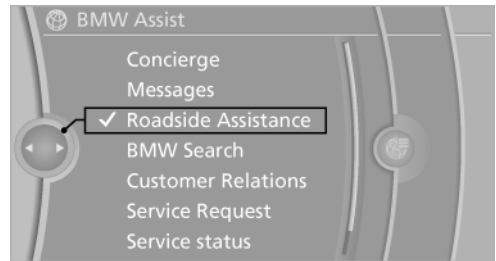 BMW Assist
Concierge
Messages
✓ Roadside Assistance
BMW Search
Customer Relations
Service Request
Service status